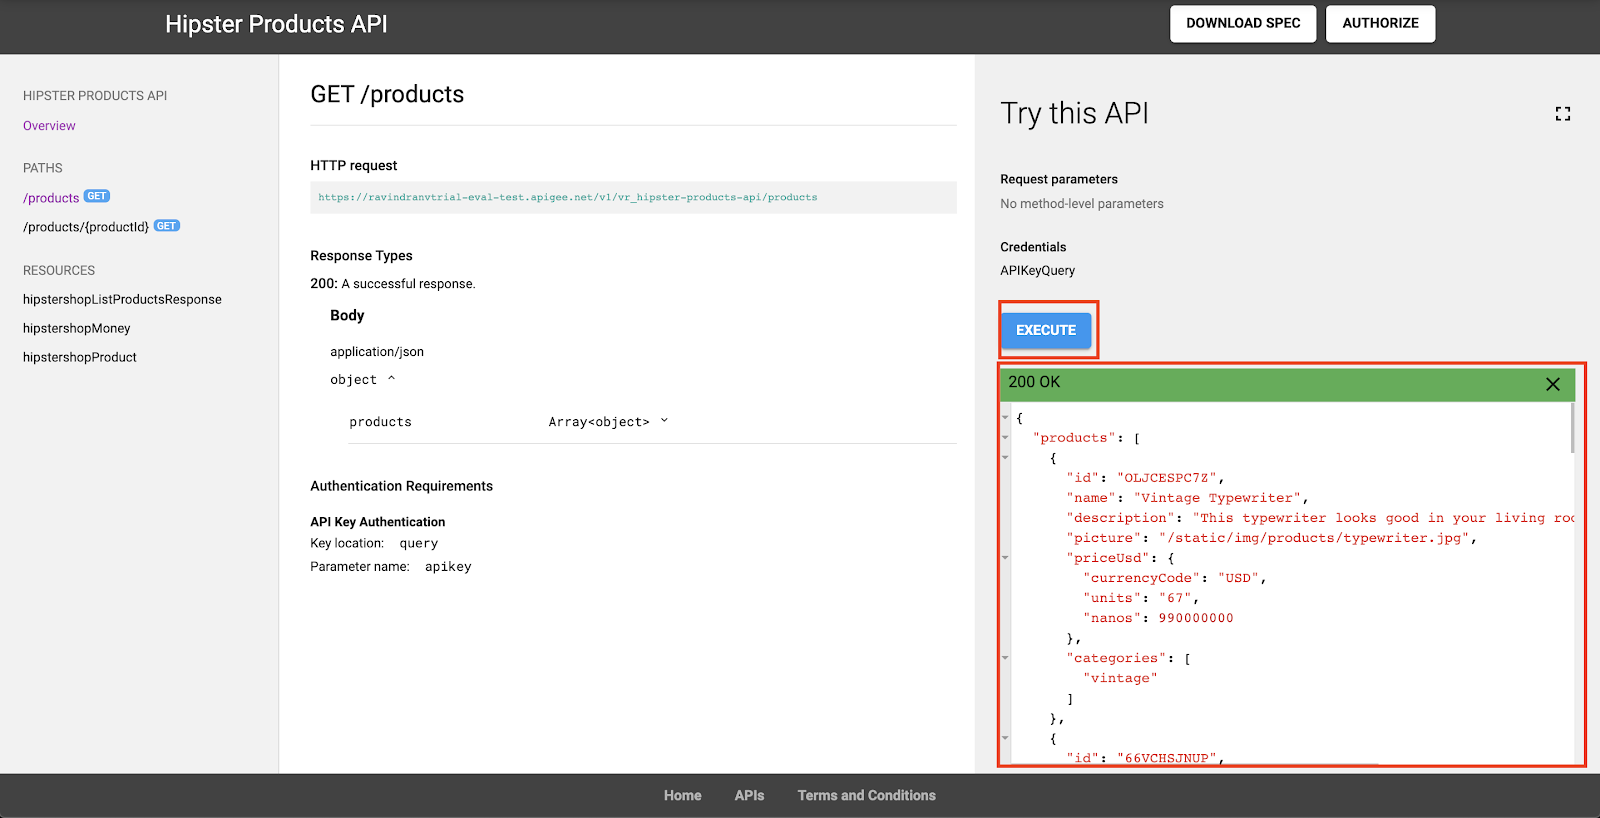 Hipster Products API
DOWNLOAD SPEC
AUTHORIZE
HIPSTER PRODUCTS API
Overview
PATHS
/products GET
/products/{productId} GET
RESOURCES
hipstershopListProductsResponse
hipstershopMoney
hipstershopProduct
GET /products
HTTP request
https://ravindranvtrial-eval-test.apigee.net/v1/vr_hipster-products-api/products
Response Types
200: A successful response.
Body
application/json
object
products Array<object>
Authentication Requirements
API Key Authentication
Key location: query
Parameter name: apikey
Try this API
Request parameters
No method-level parameters
Credentials
APIKeyQuery
EXECUTE
200 OK
{
"products": [
{
"id": "OLJCESPC7Z",
"name": "Vintage Typewriter",
"description": "This typewriter looks good in your living roo
"picture": "/static/img/products/typewriter.jpg",
"priceUsd": {
"currencyCode": "USD",
"units": "67",
"nanos": 990000000
},
"categories": [
"vintage"
]
},
{
"id": "66VCHSJNUP",
Home
APIs
Terms and Conditions